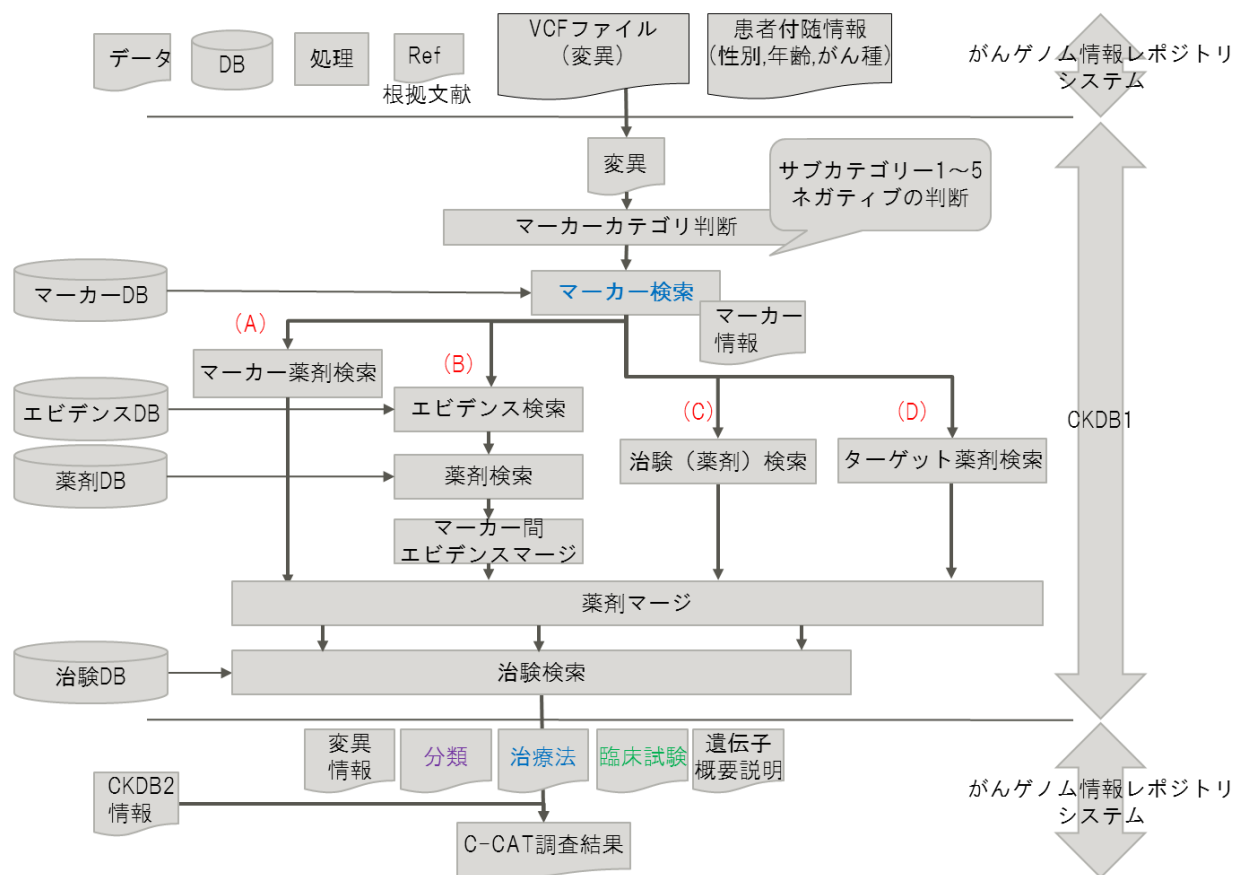 データ
DB
処理
Ref
根拠文献
VCFファイル
(変異)
患者付随情報
(性別,年齢,がん種)
がんゲノム情報レポジトリ
システム
変異
サブカテゴリー1～5
ネガティブの判断
マーカーカテゴリ判断
マーカーDB
マーカー検索
マーカー
情報
(A)
マーカー薬剤検索
(B)
エビデンスDB
エビデンス検索
(C)
(D)
CKDB1
薬剤DB
薬剤検索
治験（薬剤）検索
ターゲット薬剤検索
マーカー間
エビデンスマージ
薬剤マージ
治験DB
治験検索
変異
情報
分類
治療法
臨床試験
遺伝子
概要説明
CKDB2
情報
がんゲノム情報レポジトリ
システム
C-CAT調査結果